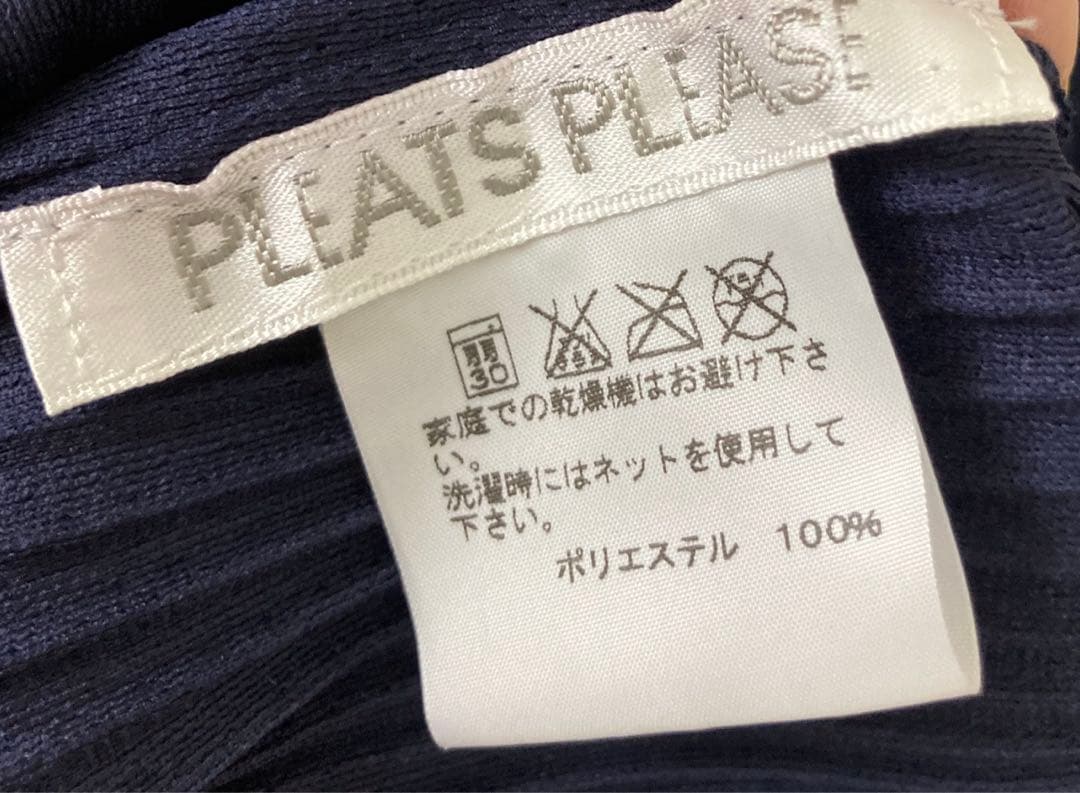 PLEATS PLEASE
弱
30
家庭での乾燥機はお避け下さ
い。
洗濯時にはネットを使用して
下さい。
ポリエステル 100%